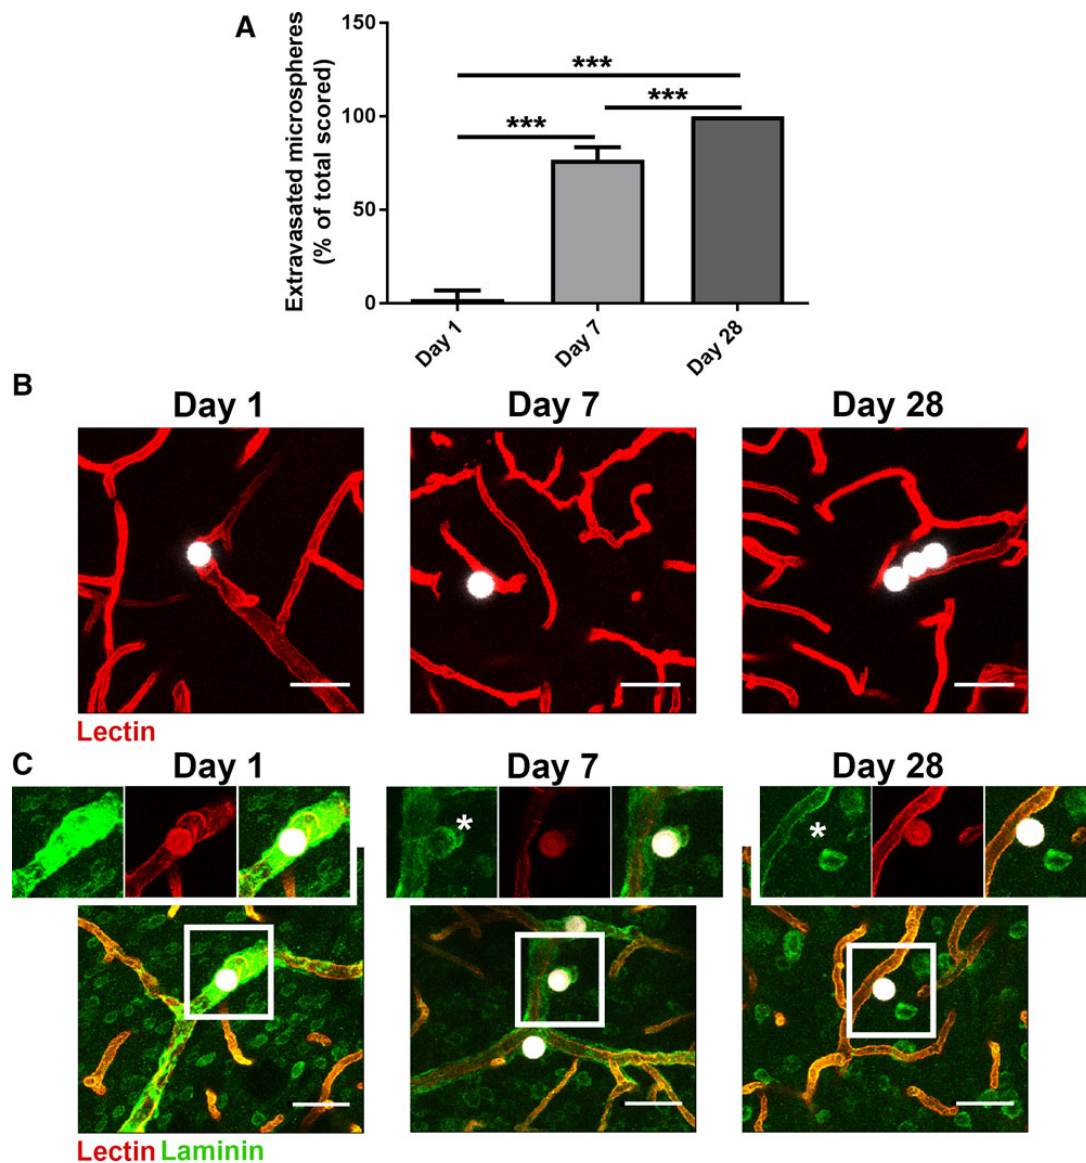 A
Extravasated microspheres
(% of total scored)
150
100
50
0
***
***
***
Day 1
Day 7
Day 28
B
Day 1
Day 7
Day 28
Lectin
C
Day 1
Day 7
Day 28
*
*
Lectin Laminin